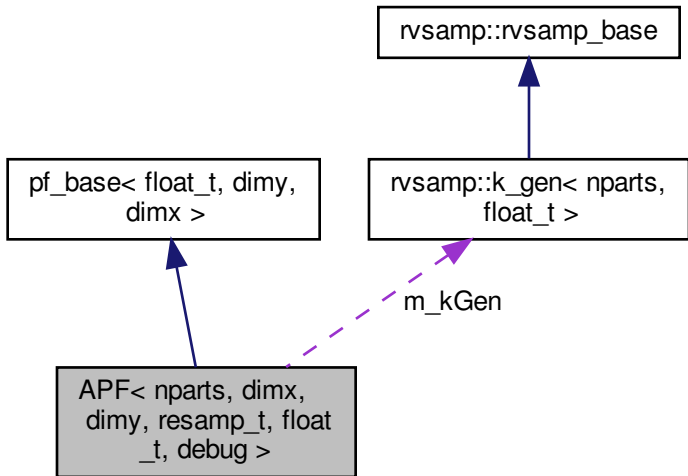 rvsamp::rvsamp_base
pf_base< float_t, dimy,
dimx >
rvsamp::k_gen< nparts,
float_t >
m_kGen
APF< nparts, dimx,
dimy, resamp_t, float
_t, debug >